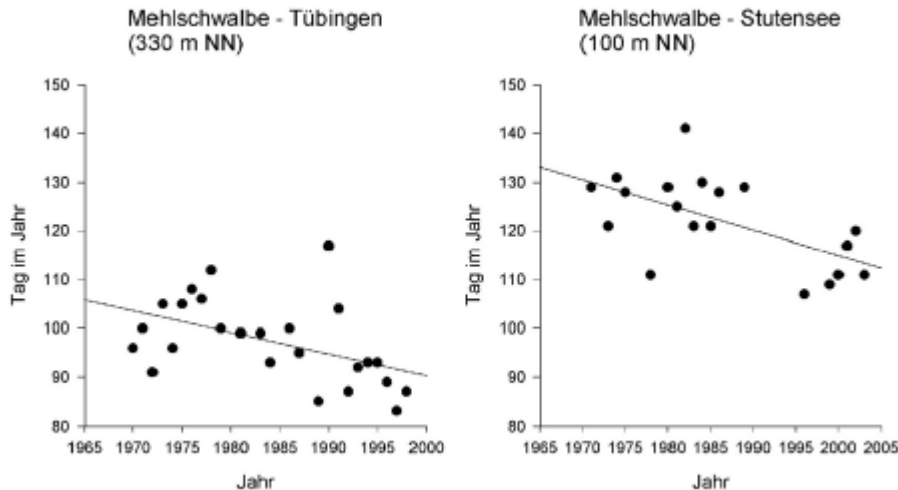 Mehlschwalbe - Tübingen
(330 m NN)
150
140
130
120
110
100
90
80
Tag im Jahr
1965 1970 1975 1980 1985 1990 1995 2000
Jahr
Mehlschwalbe - Stutensee
(100 m NN)
150
140
130
120
110
100
90
80
Tag im Jahr
1965 1970 1975 1980 1985 1990 1995 2000 2005
Jahr